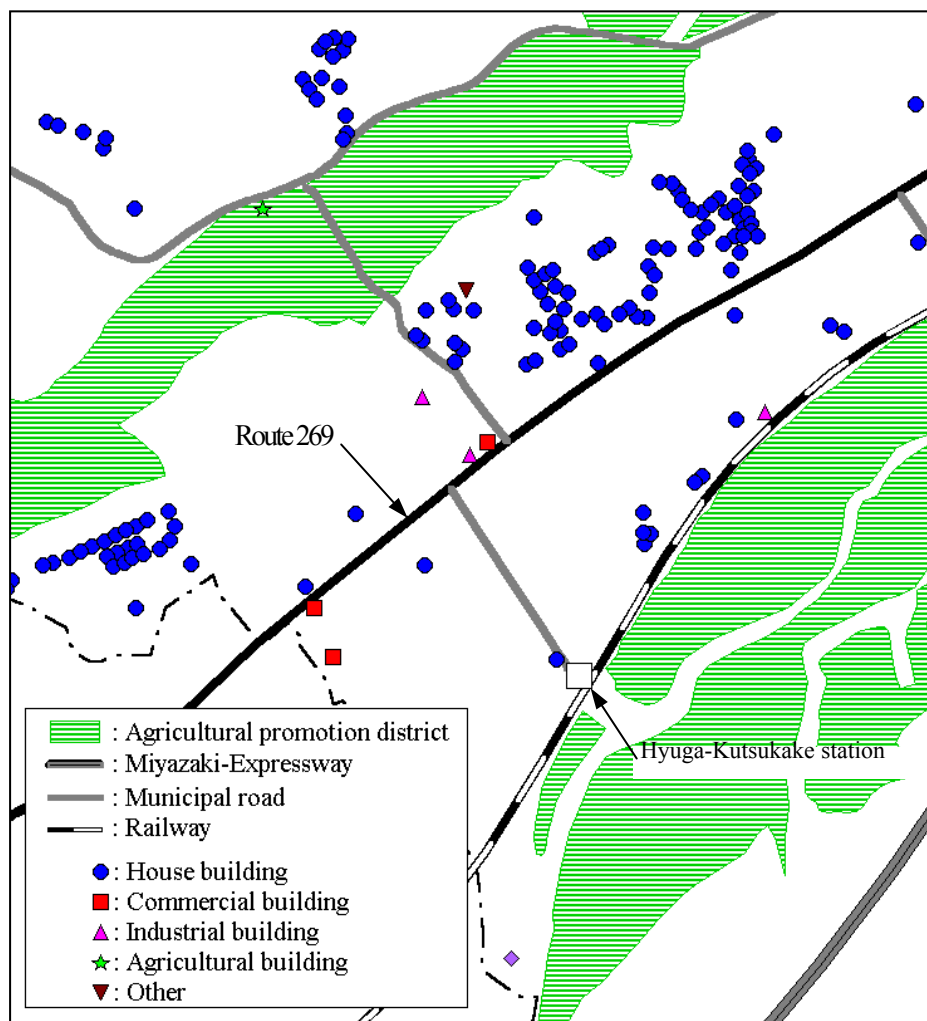 Route 269
Hyuga-Kutsukake station
: Agricultural promotion district
: Miyazaki-Expressway
: Municipal road
: Railway
: House building
: Commercial building
: Industrial building
: Agricultural building
: Other